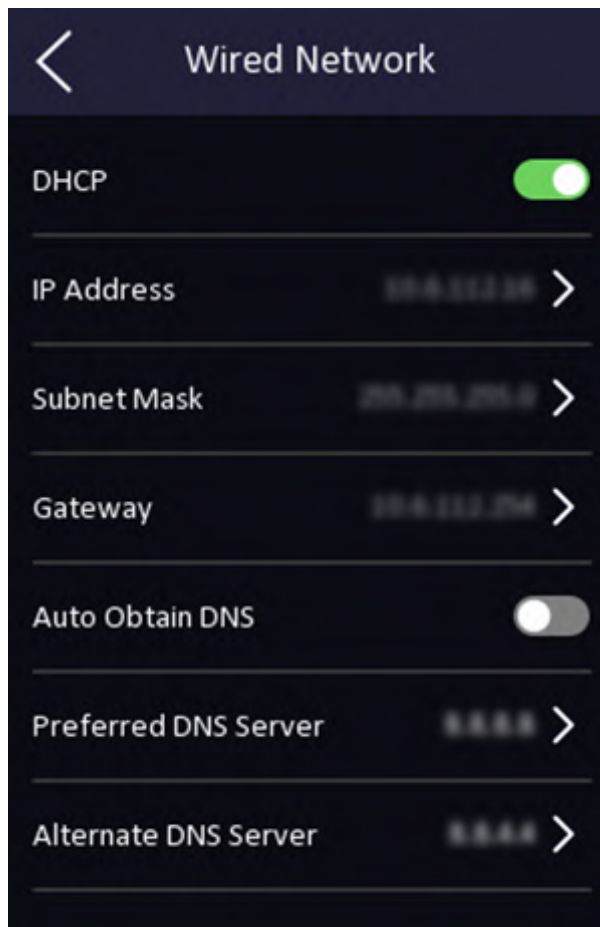 Wired Network
DHCP
IP Address
Subnet Mask
Gateway
Auto Obtain DNS
Preferred DNS Server
Alternate DNS Server